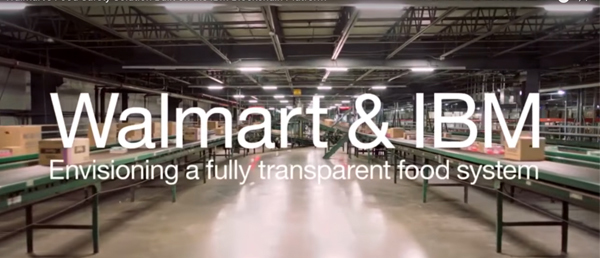 Walmart & IBM
Envisioning a fully transparent food system